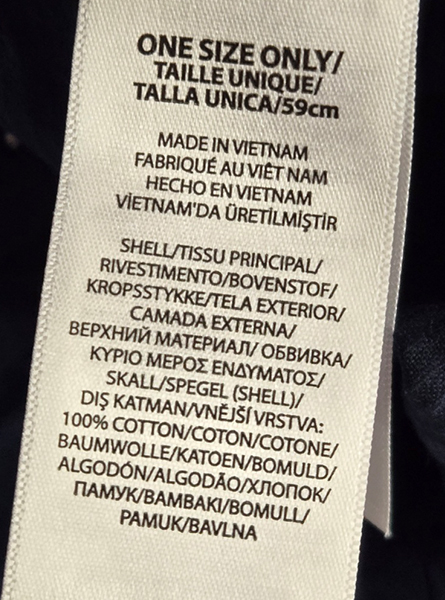 ONE SIZE ONLY/
TAILLE UNIQUE/
TALLA UNICA/59cm
MADE IN VIETNAM
FABRIQUÉ AU VIÊT NAM
HECHO EN VIETNAM
VİETNAM'DA ÜRETİLMİŞTİR
SHELL/TISSU PRINCIPAL/
RIVESTIMENTO/BOVENSTOF/
KROPSSTYKKE/TELA EXTERIOR/
CAMADA EXTERNA/
ВЕРХНИЙ МАТЕРИАЛ/ ОБВИВКА/
ΚΥΡΙΟ ΜΕΡΟΣ ΕΝΔΥΜΑΤΟΣ/
SKALL/SPEGEL (SHELL)/
DIŞ KATMAN/VNĚJŠÍ VRSTVA:
100% COTTON/COTON/COTONE/
BAUMWOLLE/KATOEN/BOMULD/
ALGODÓN/ALGODÃO/ХЛОПОК/
ПАМУК/ΒΑΜΒΑΚΙ/BOMULL/
PAMUK/BAVLNA